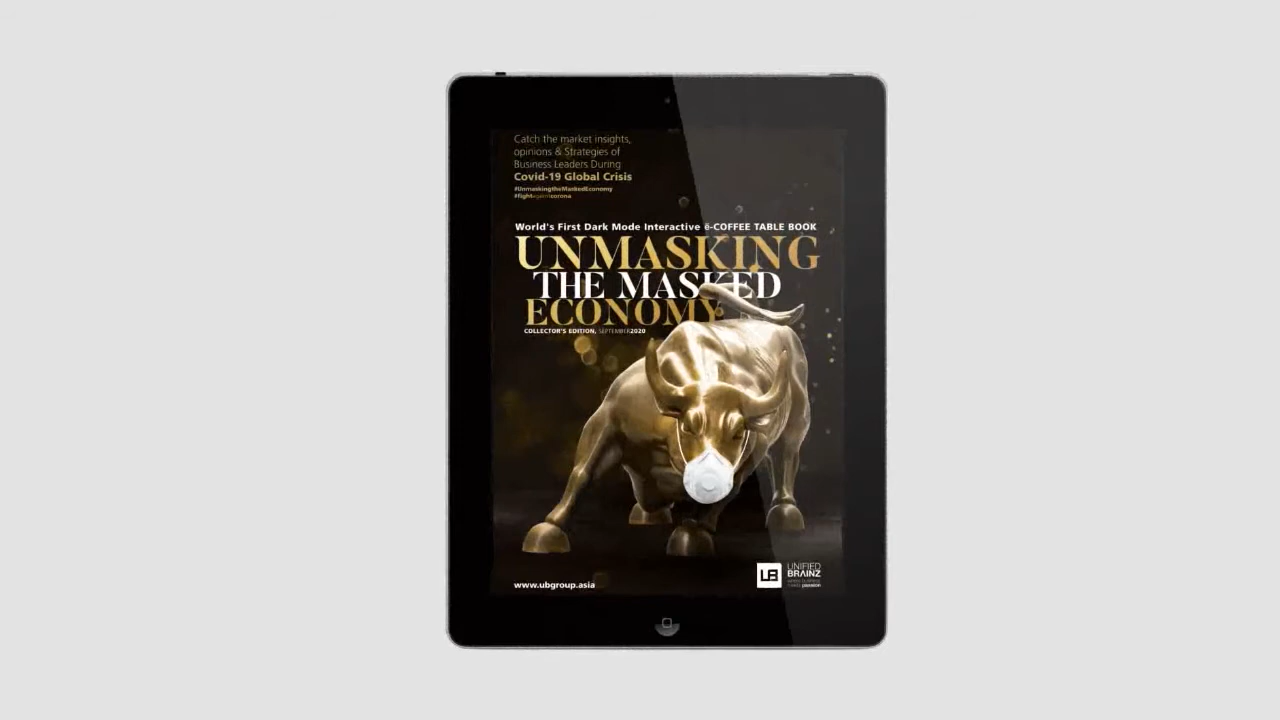 Catch the market insights,
opinions & Strategies of
Business Leaders During
Covid-19 Global Crisis
#UnmaskingtheMaskedEconomy
#fightagainstcorona
World's First Dark Mode Interactive e-COFFEE TABLE BOOK
UNMASKING
THE MASKED
ECONOMY
COLLECTOR'S EDITION, SEPTEMBER2020
www.ubgroup.asia
UB
UNIFIED
BRAINZ